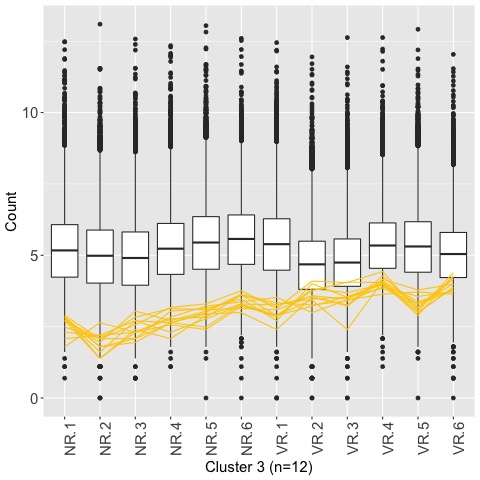 Count
10
5
0
NR.1
NR.2
NR.3
NR.4
NR.5
NR.6
VR.1
VR.2
VR.3
VR.4
VR.5
VR.6
Cluster 3 (n=12)